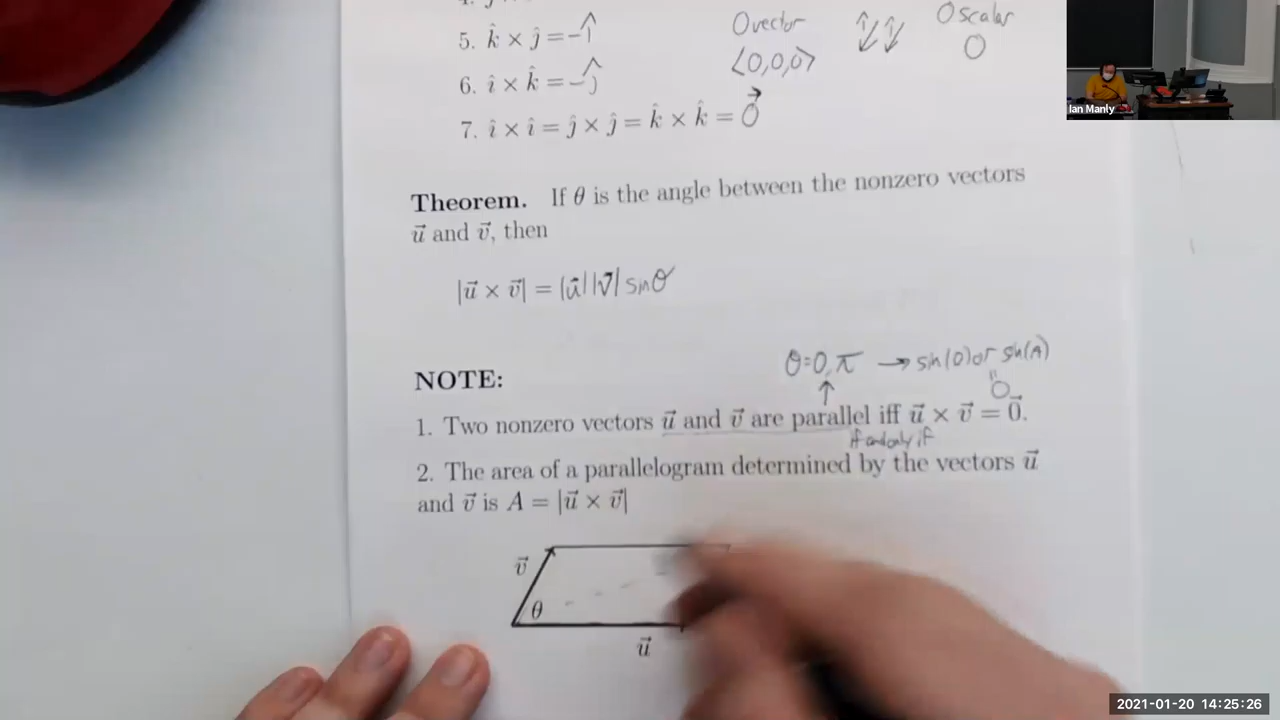 5. k̂ × ĵ = -î
0 vector
0 scalar
6. î × k̂ = -ĵ
⟨0,0,0⟩
0
7. î × î = ĵ × ĵ = k̂ × k̂ = 0⃗
Ian Manly
Theorem. If θ is the angle between the nonzero vectors
u⃗ and v⃗, then
|u⃗ × v⃗| = |u⃗||v⃗| sinθ
θ=0,π → sin(0) or sin(π)
"
0
NOTE:
1. Two nonzero vectors u⃗ and v⃗ are parallel iff u⃗ × v⃗ = 0⃗.
if and only if
2. The area of a parallelogram determined by the vectors u⃗
and v⃗ is A = |u⃗ × v⃗|
v⃗
θ
u⃗
2021-01-20 14:25:26